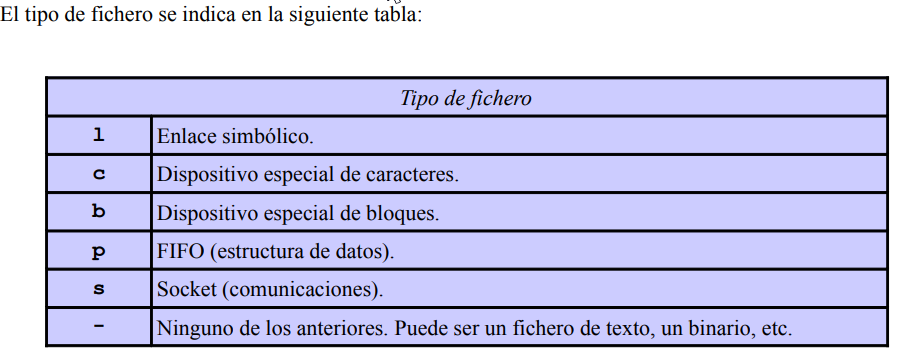 El tipo de fichero se indica en la siguiente tabla:
Tipo de fichero
l Enlace simbólico.
c Dispositivo especial de caracteres.
b Dispositivo especial de bloques.
p FIFO (estructura de datos).
s Socket (comunicaciones).
- Ninguno de los anteriores. Puede ser un fichero de texto, un binario, etc.